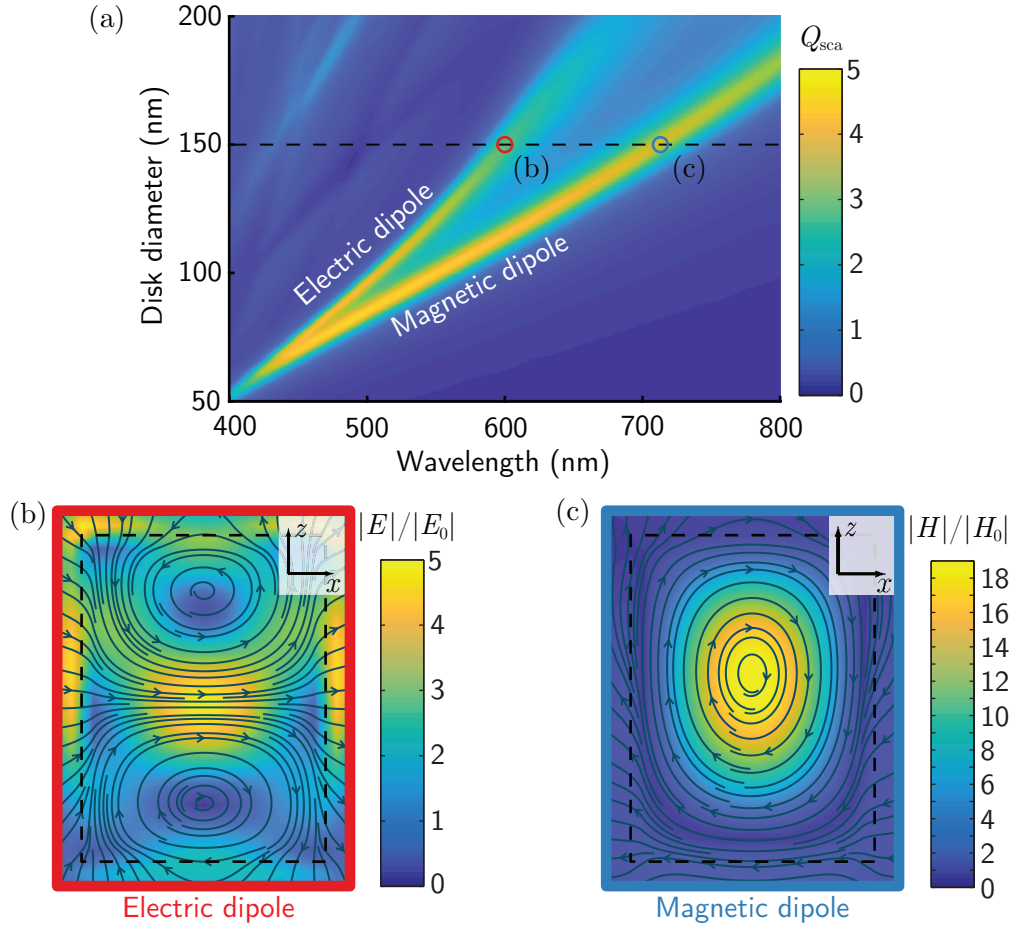 (a)
Q_sca
200
150
100
50
Disk diameter (nm)
400 500 600 700 800
Wavelength (nm)
Electric dipole
Magnetic dipole
(b)
(c)
5
4
3
2
1
0
(b)
|E|/|E_0|
z
x
5
4
3
2
1
0
Electric dipole
(c)
|H|/|H_0|
z
x
18
16
14
12
10
8
6
4
2
0
Magnetic dipole